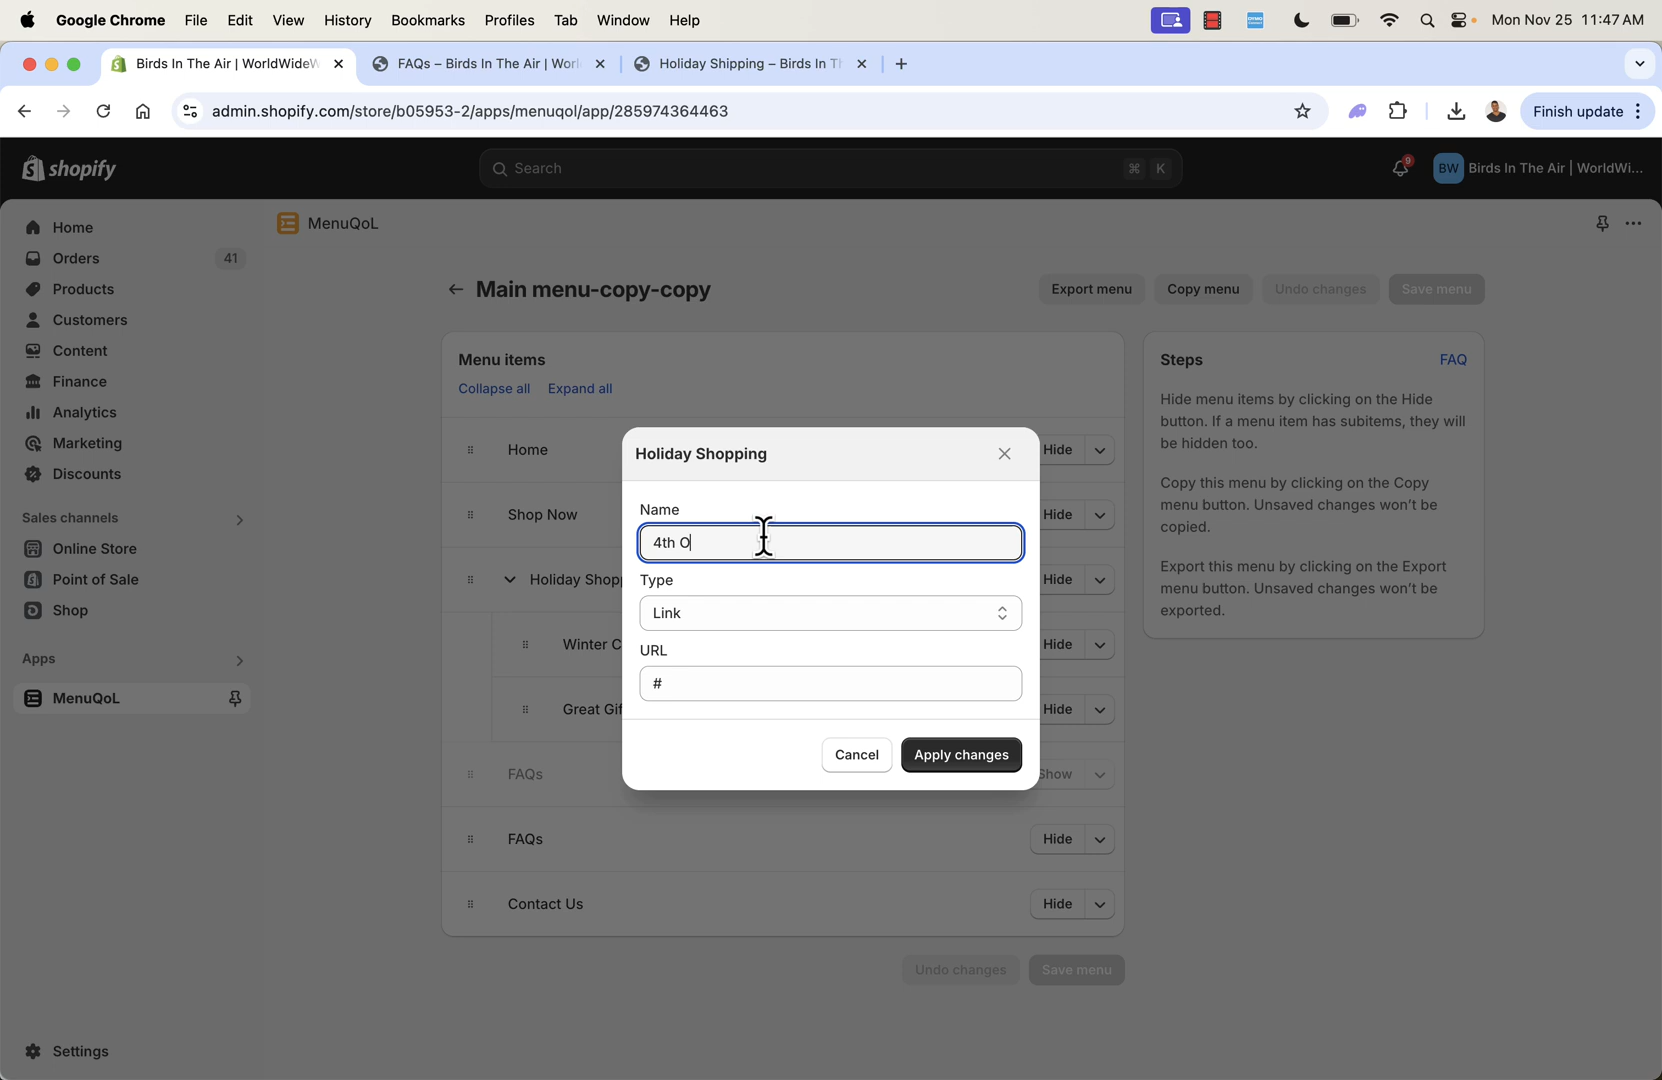 Google Chrome File Edit View History Bookmarks Profiles Tab Window Help Mon Nov 25 11:47 AM
Birds In The Air | WorldWideW FAQs – Birds In The Air | Worl Holiday Shipping – Birds In Th
admin.shopify.com/store/b05953-2/apps/menuqol/app/285974364463 Finish update
shopify Search ⌘ K 9 BW Birds In The Air | WorldWi...
Home
Orders 41
Products
Customers
Content
Finance
Analytics
Marketing
Discounts
Sales channels
Online Store
Point of Sale
Shop
Apps
MenuQoL
Settings
MenuQoL
Main menu-copy-copy Export menu Copy menu Undo changes Save menu
Menu items
Collapse all Expand all
Home Hide
Shop Now Hide
Holiday Shopp Hide
Winter C Hide
Great Gif Hide
FAQs Show
FAQs Hide
Contact Us Hide
Undo changes Save menu
Steps FAQ
Hide menu items by clicking on the Hide
button. If a menu item has subitems, they will
be hidden too.
Copy this menu by clicking on the Copy
menu button. Unsaved changes won't be
copied.
Export this menu by clicking on the Export
menu button. Unsaved changes won't be
exported.
Holiday Shopping
Name
4th O
Type
Link
URL
#
Cancel Apply changes